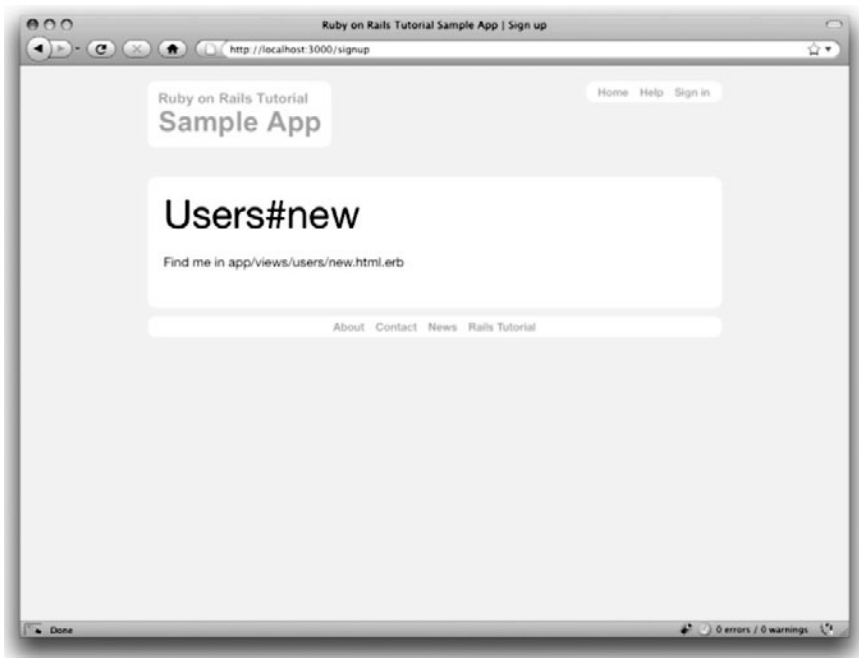 Ruby on Rails Tutorial Sample App | Sign up
http://localhost:3000/signup
Ruby on Rails Tutorial
Sample App
Home Help Sign in
Users#new
Find me in app/views/users/new.html.erb
About Contact News Rails Tutorial
Done
0 errors / 0 warnings